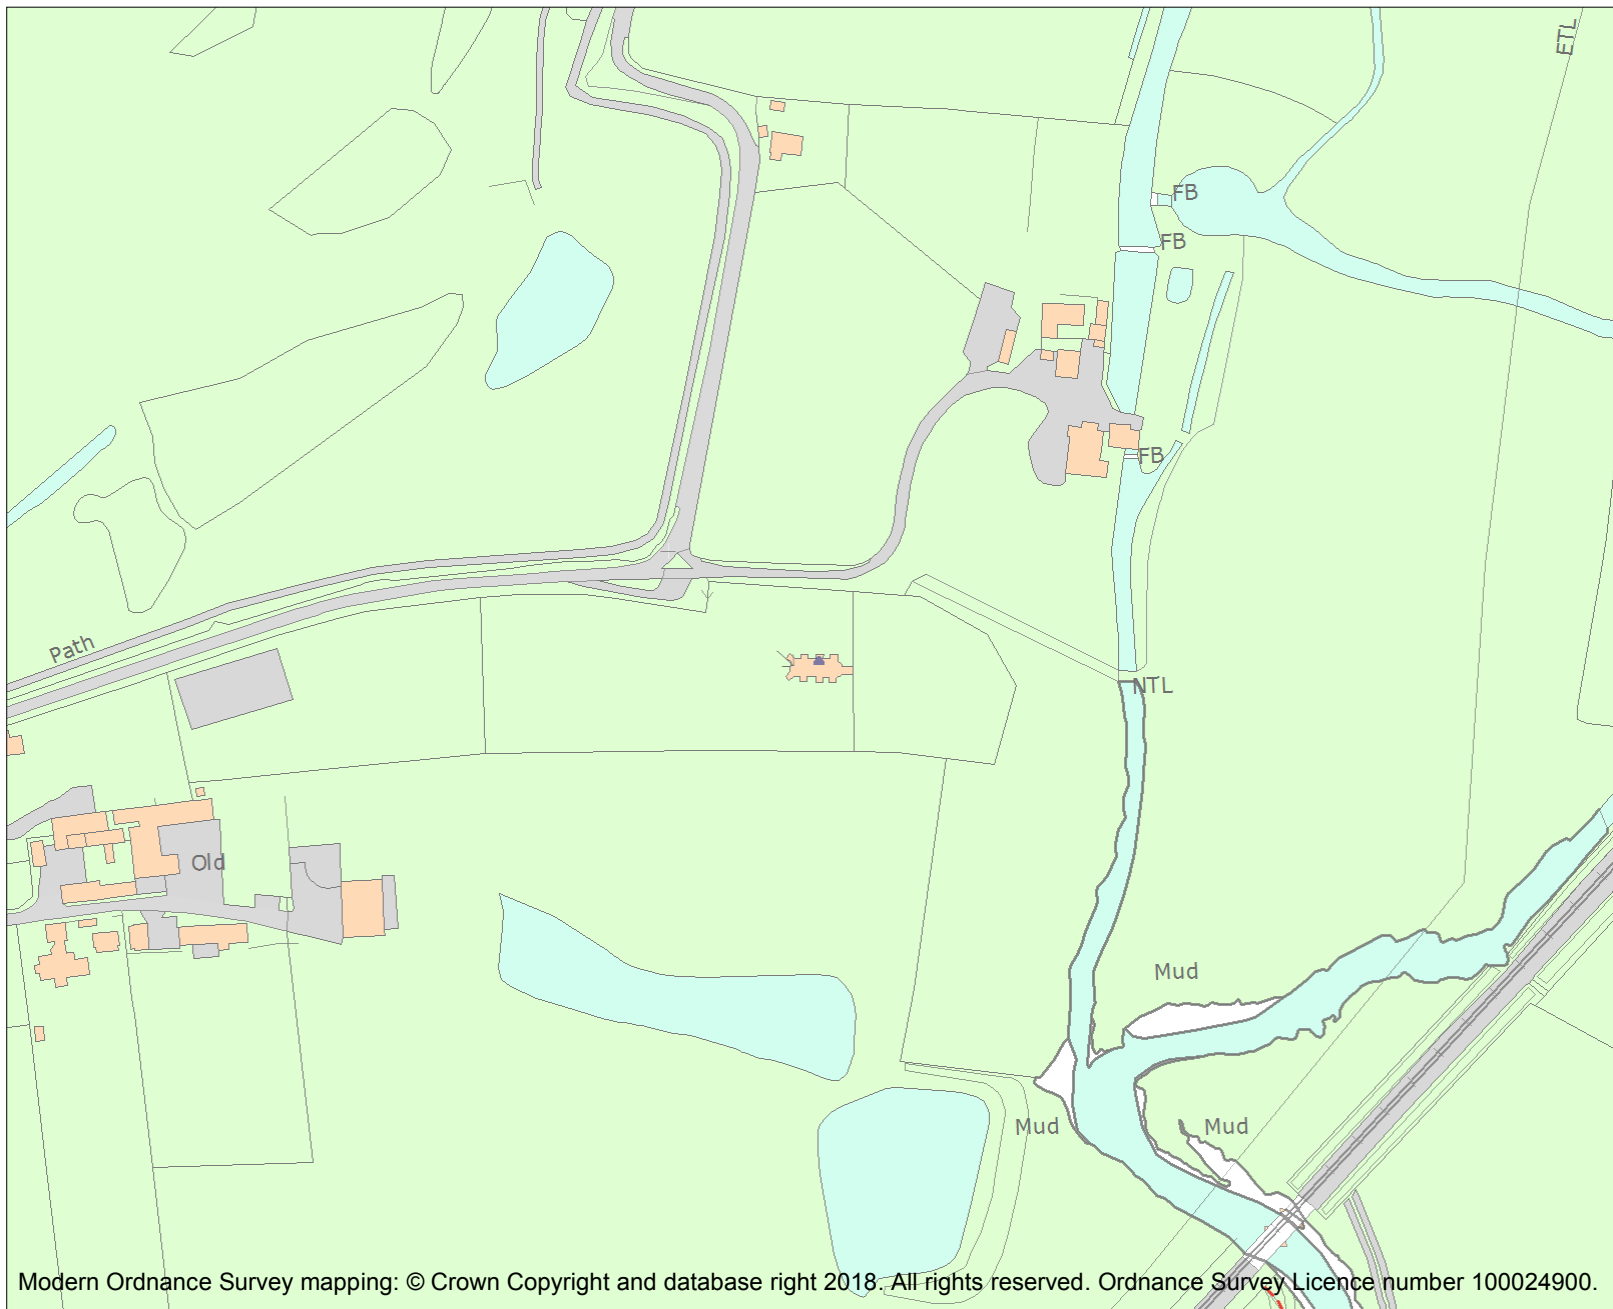 ETL
FB
FB
FB
Path
NTL
Old
Mud
Mud
Mud
Modern Ordnance Survey mapping: © Crown Copyright and database right 2018. All rights reserved. Ordnance Survey Licence number 100024900.